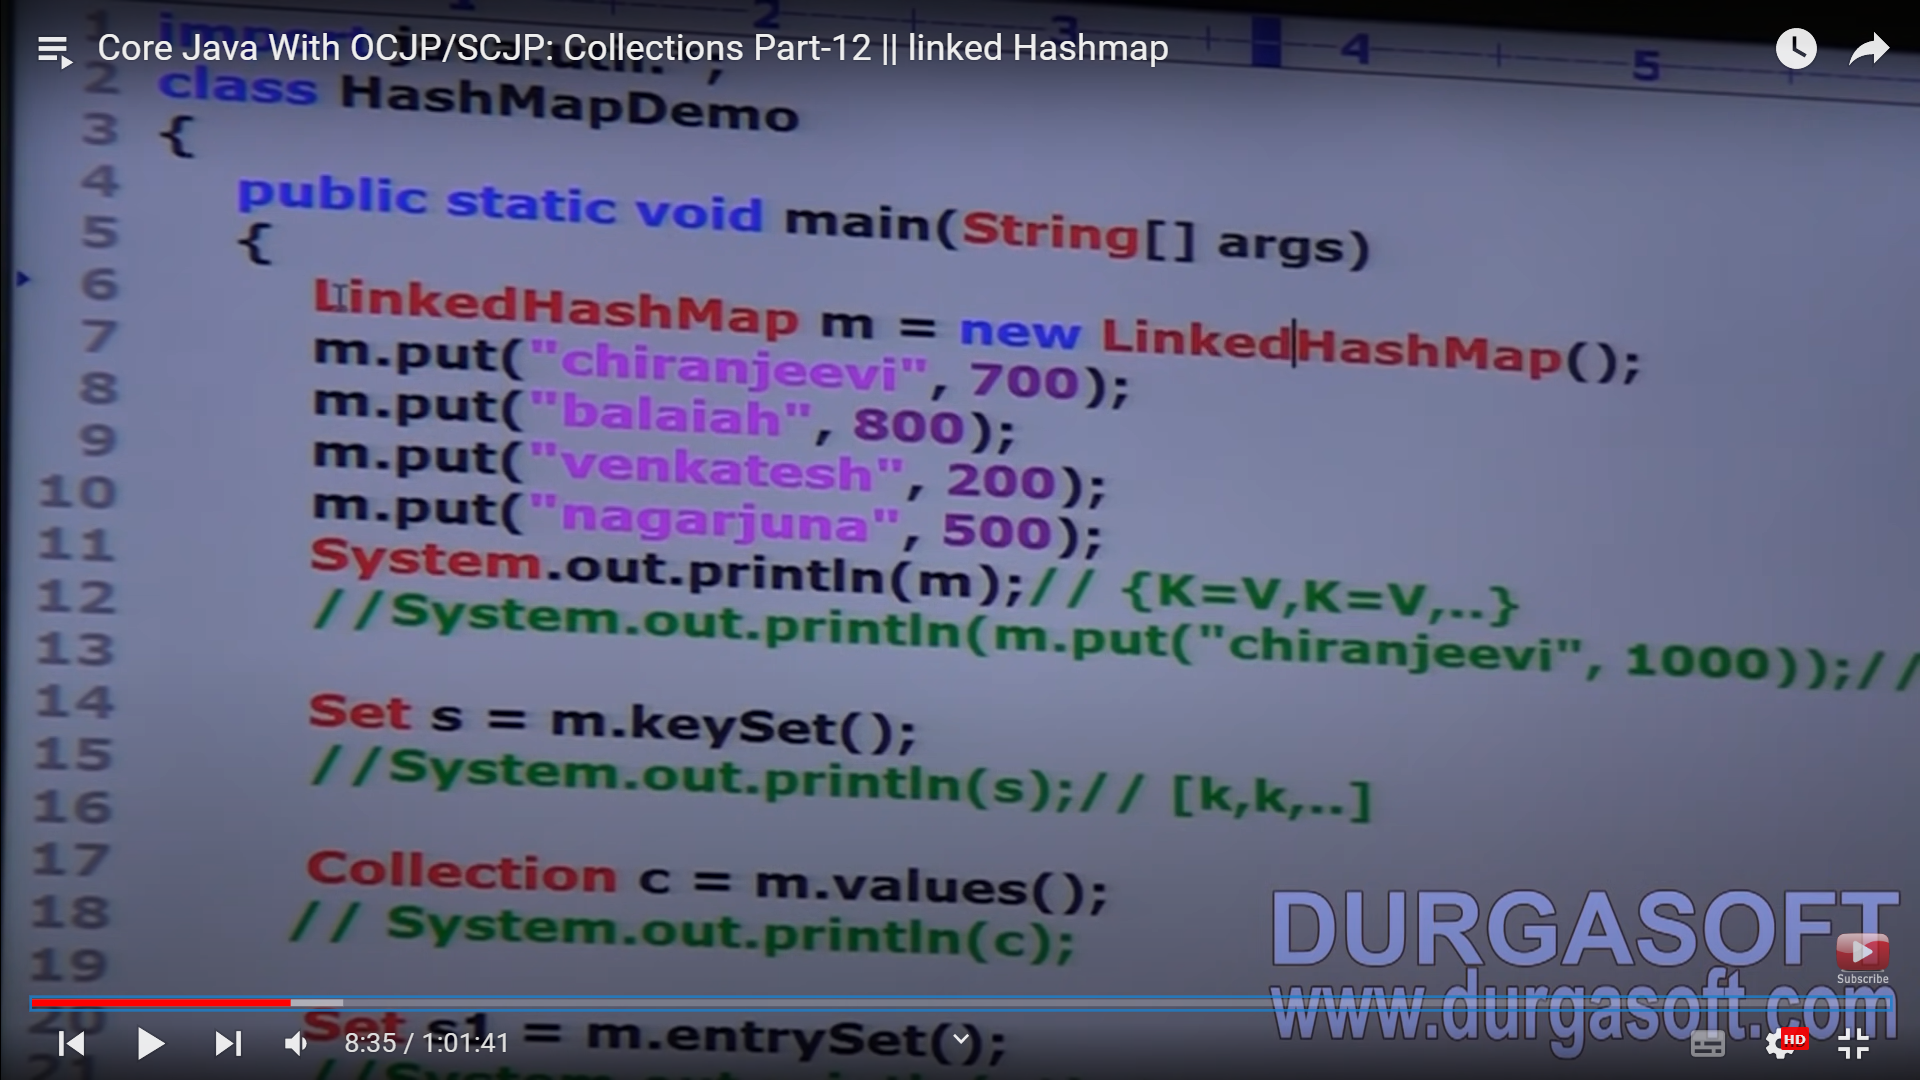 Core Java With OCJP/SCJP: Collections Part-12 || linked Hashmap
1 2 3 4 5
1
2 class HashMapDemo
3 {
4 public static void main(String[] args)
5 {
6 LinkedHashMap m = new LinkedHashMap();
7 m.put("chiranjeevi", 700);
8 m.put("balaiah", 800);
9 m.put("venkatesh", 200);
10 m.put("nagarjuna", 500);
11 System.out.println(m);// {K=V,K=V,..}
12 //System.out.println(m.put("chiranjeevi", 1000));//
13
14 Set s = m.keySet();
15 //System.out.println(s);// [k,k,..]
16
17 Collection c = m.values();
18 // System.out.println(c);
19
20 Set s1 = m.entrySet();
21
DURGASOFT
www.durgasoft.com
Subscribe
8:35 / 1:01:41
HD